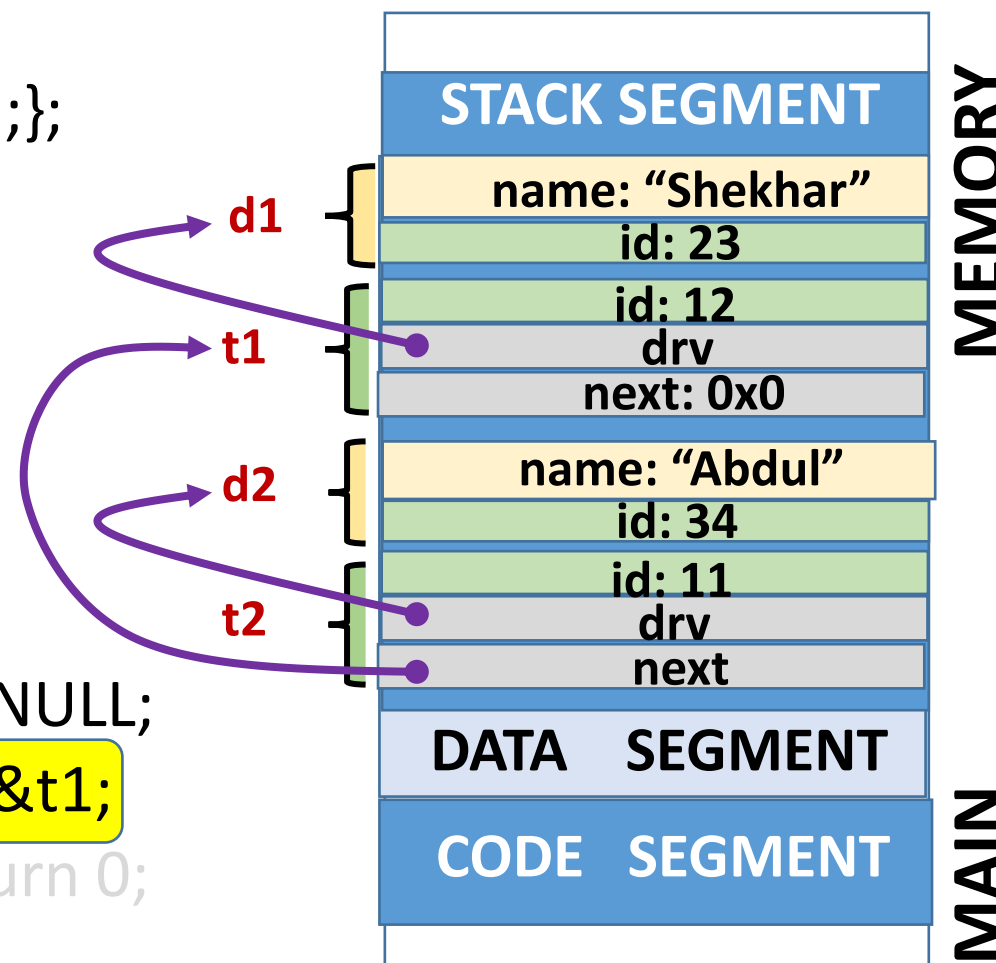 ;};
NULL;
&t1;
urn 0;
d1
t1
d2
t2
STACK SEGMENT
name: “Shekhar”
id: 23
id: 12
drv
next: 0x0
name: “Abdul”
id: 34
id: 11
drv
next
DATA SEGMENT
CODE SEGMENT
MAIN MEMORY